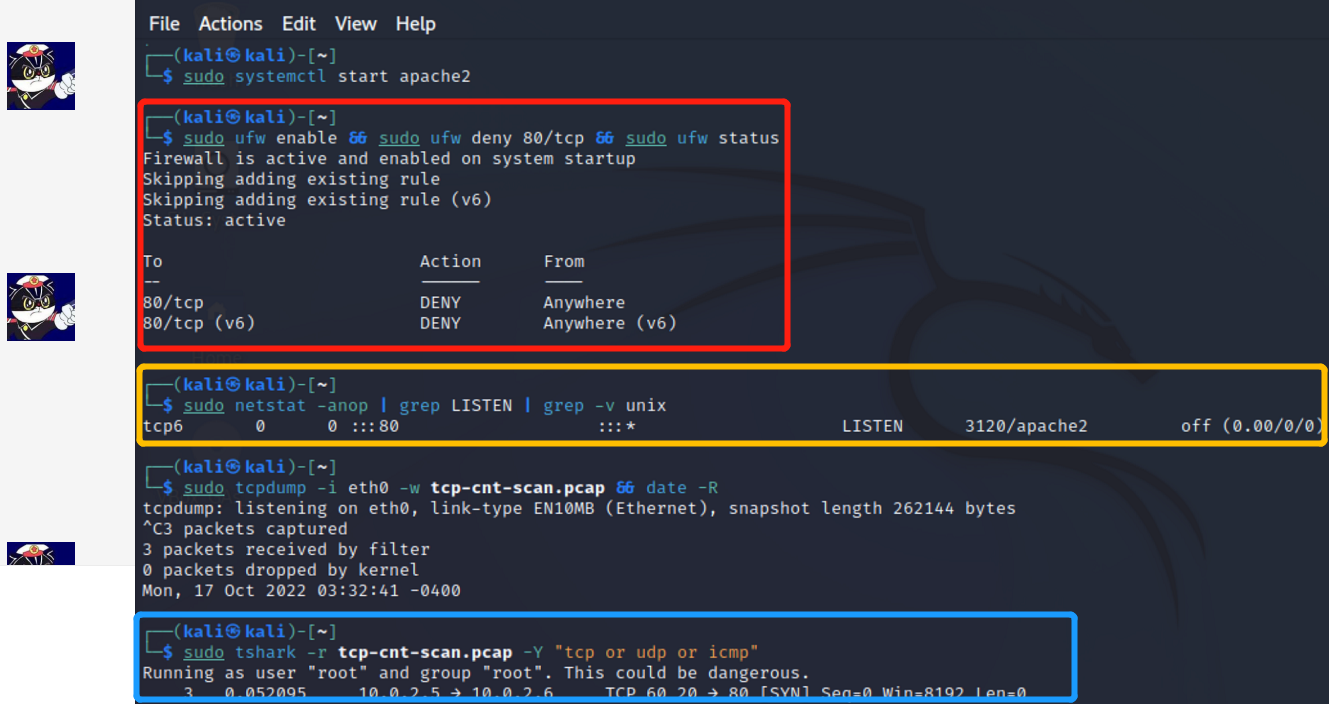 File Actions Edit View Help
┌──(kali㉿kali)-[~]
└─$ sudo systemctl start apache2
┌──(kali㉿kali)-[~]
└─$ sudo ufw enable && sudo ufw deny 80/tcp && sudo ufw status
Firewall is active and enabled on system startup
Skipping adding existing rule
Skipping adding existing rule (v6)
Status: active
To Action From
-- ------ ----
80/tcp DENY Anywhere
80/tcp (v6) DENY Anywhere (v6)
┌──(kali㉿kali)-[~]
└─$ sudo netstat -anop | grep LISTEN | grep -v unix
tcp6 0 0 :::80 :::* LISTEN 3120/apache2 off (0.00/0/0)
┌──(kali㉿kali)-[~]
└─$ sudo tcpdump -i eth0 -w tcp-cnt-scan.pcap && date -R
tcpdump: listening on eth0, link-type EN10MB (Ethernet), snapshot length 262144 bytes
^C3 packets captured
3 packets received by filter
0 packets dropped by kernel
Mon, 17 Oct 2022 03:32:41 -0400
┌──(kali㉿kali)-[~]
└─$ sudo tshark -r tcp-cnt-scan.pcap -Y "tcp or udp or icmp"
Running as user "root" and group "root". This could be dangerous.
3 0.052095 10.0.2.5 → 10.0.2.6 TCP 60 20 → 80 [SYN] Seq=0 Win=8192 Len=0